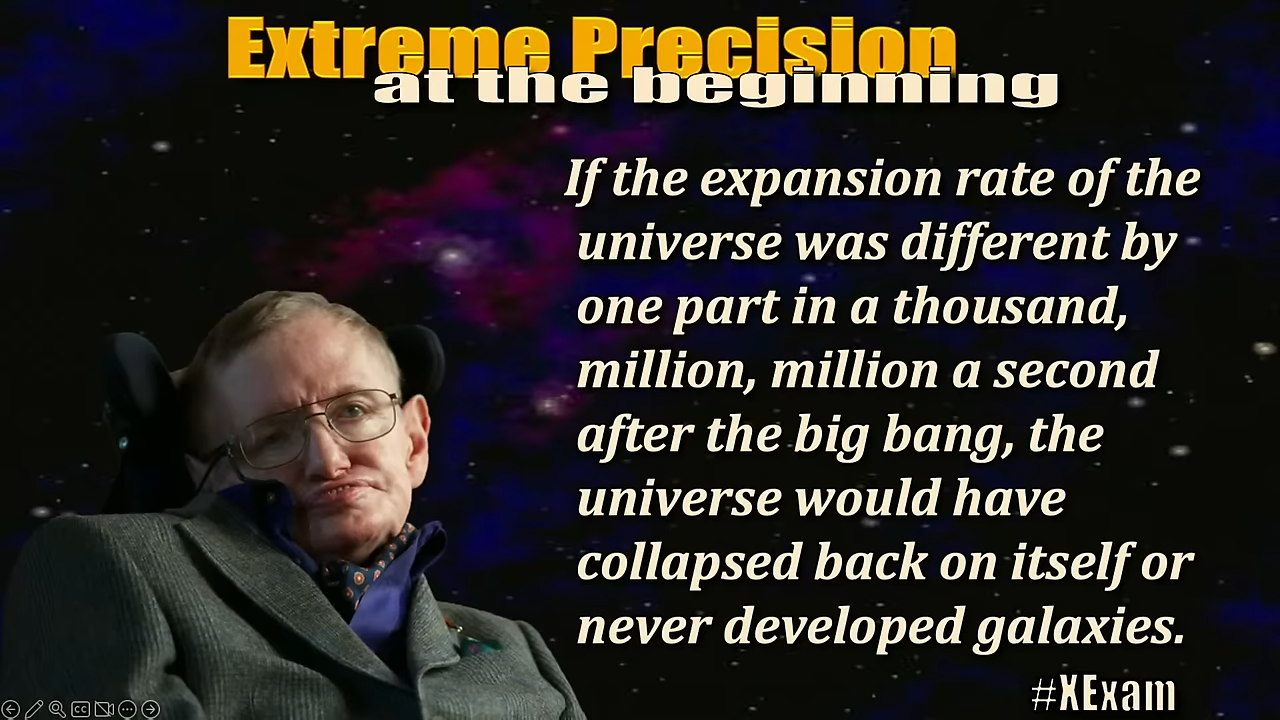 Extreme Precision
at the beginning
If the expansion rate of the
universe was different by
one part in a thousand,
million, million a second
after the big bang, the
universe would have
collapsed back on itself or
never developed galaxies.
#XExam
CC